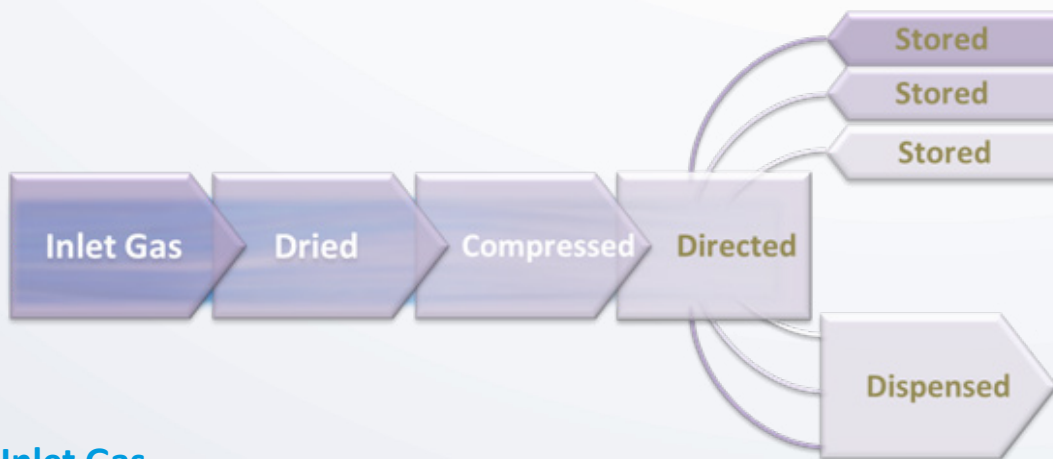 Stored
Stored
Stored
Inlet Gas
Dried
Compressed
Directed
Dispensed
Inlet Gas